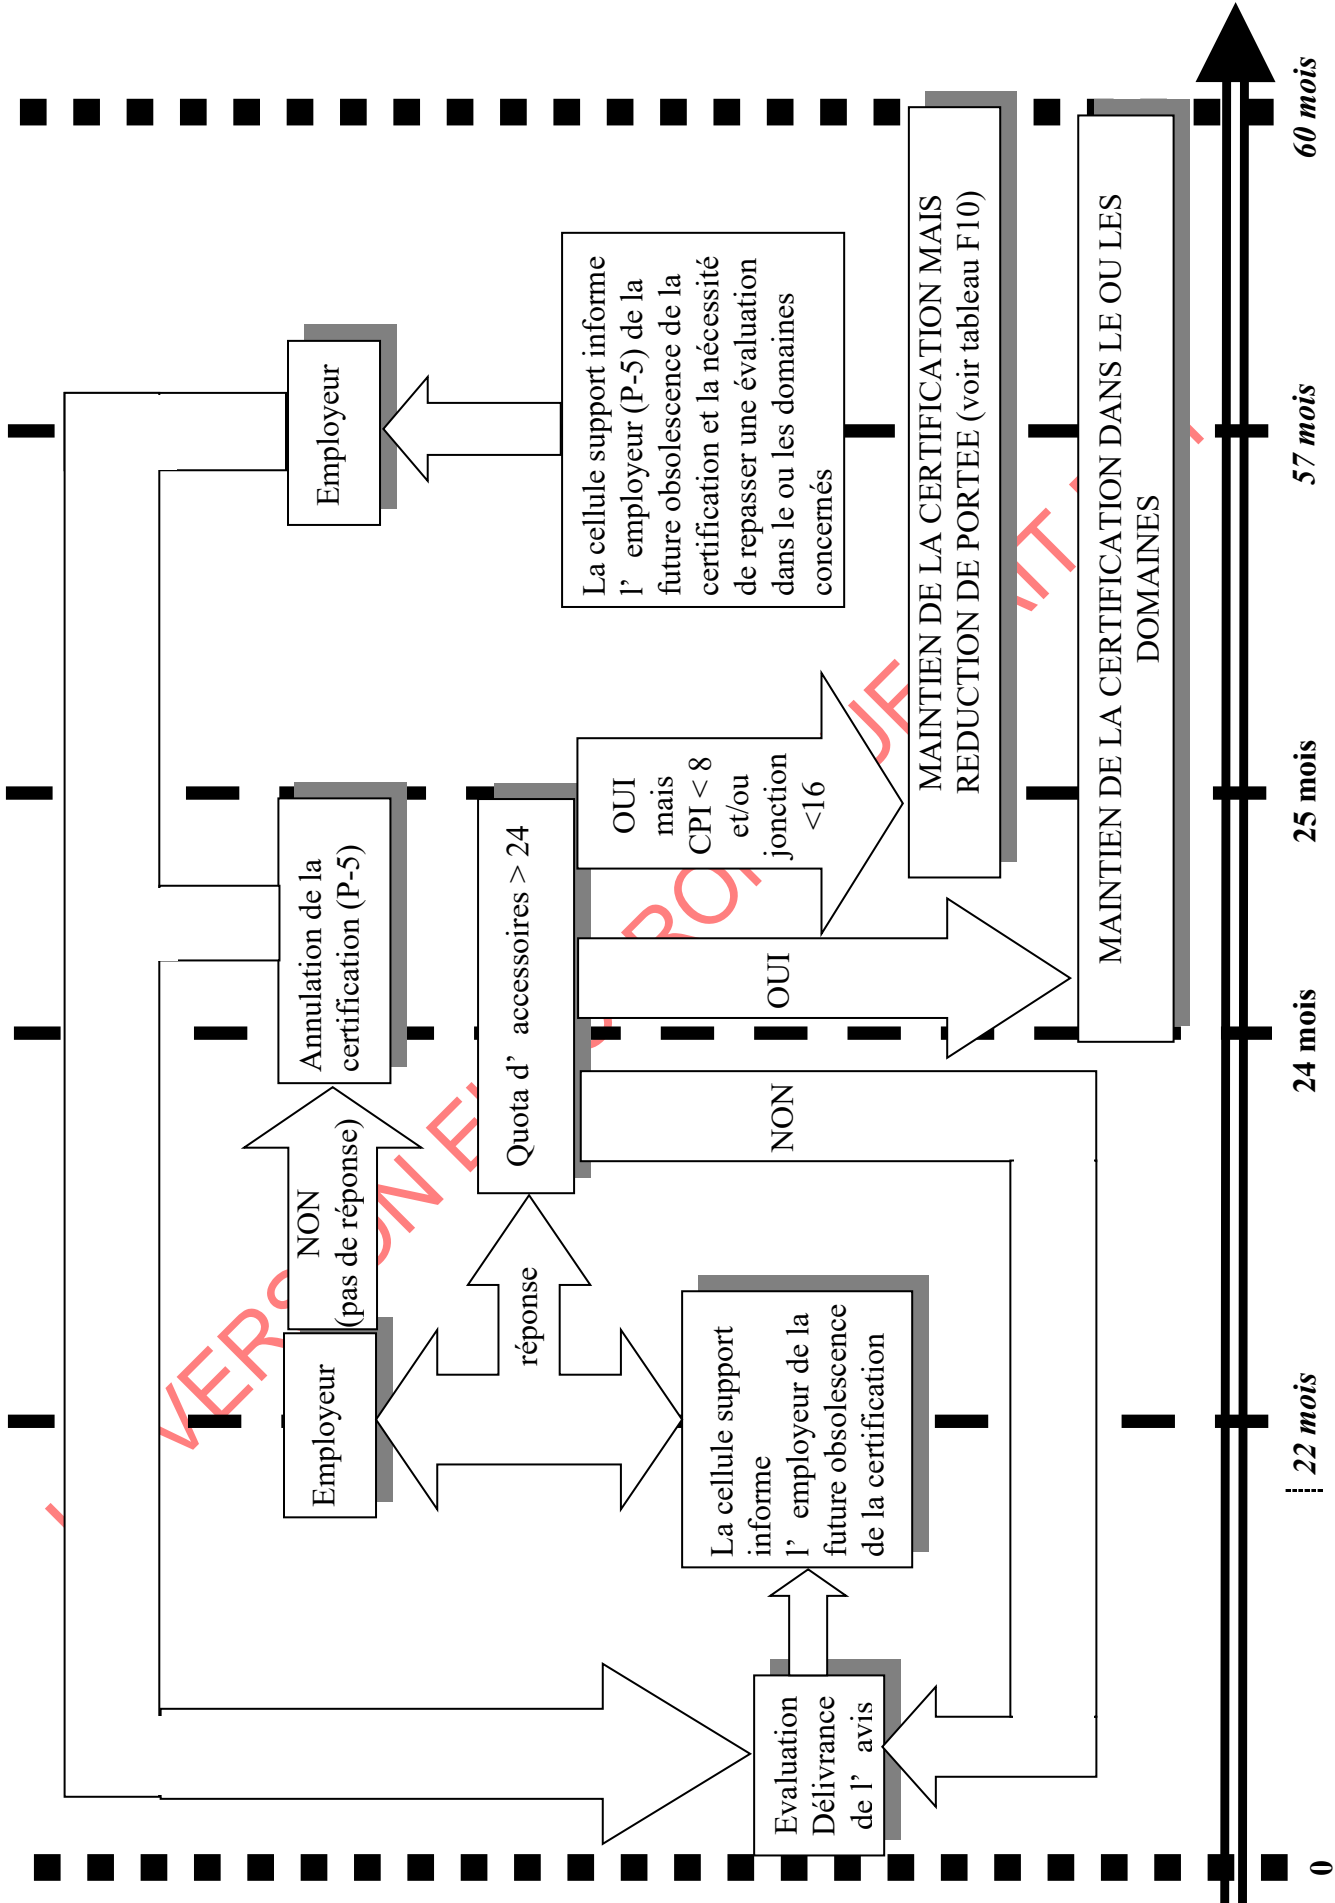 Employeur
NON
(pas de réponse)
Annulation de la
certification (P-5)
Employeur
réponse
Quota d’ accessoires > 24
La cellule support informe
l’ employeur (P-5) de la
future obsolescence de la
certification et la nécessité
de repasser une évaluation
dans le ou les domaines
concernés
La cellule support
informe
l’ employeur de la
future obsolescence
de la certification
OUI
mais
CPI < 8
et/ou
jonction
<16
NON
OUI
Evaluation
Délivrance
de l’ avis
MAINTIEN DE LA CERTIFICATION MAIS
REDUCTION DE PORTEE (voir tableau F10)
MAINTIEN DE LA CERTIFICATION DANS LE OU LES
DOMAINES
0
22 mois
24 mois
25 mois
57 mois
60 mois
VERSION